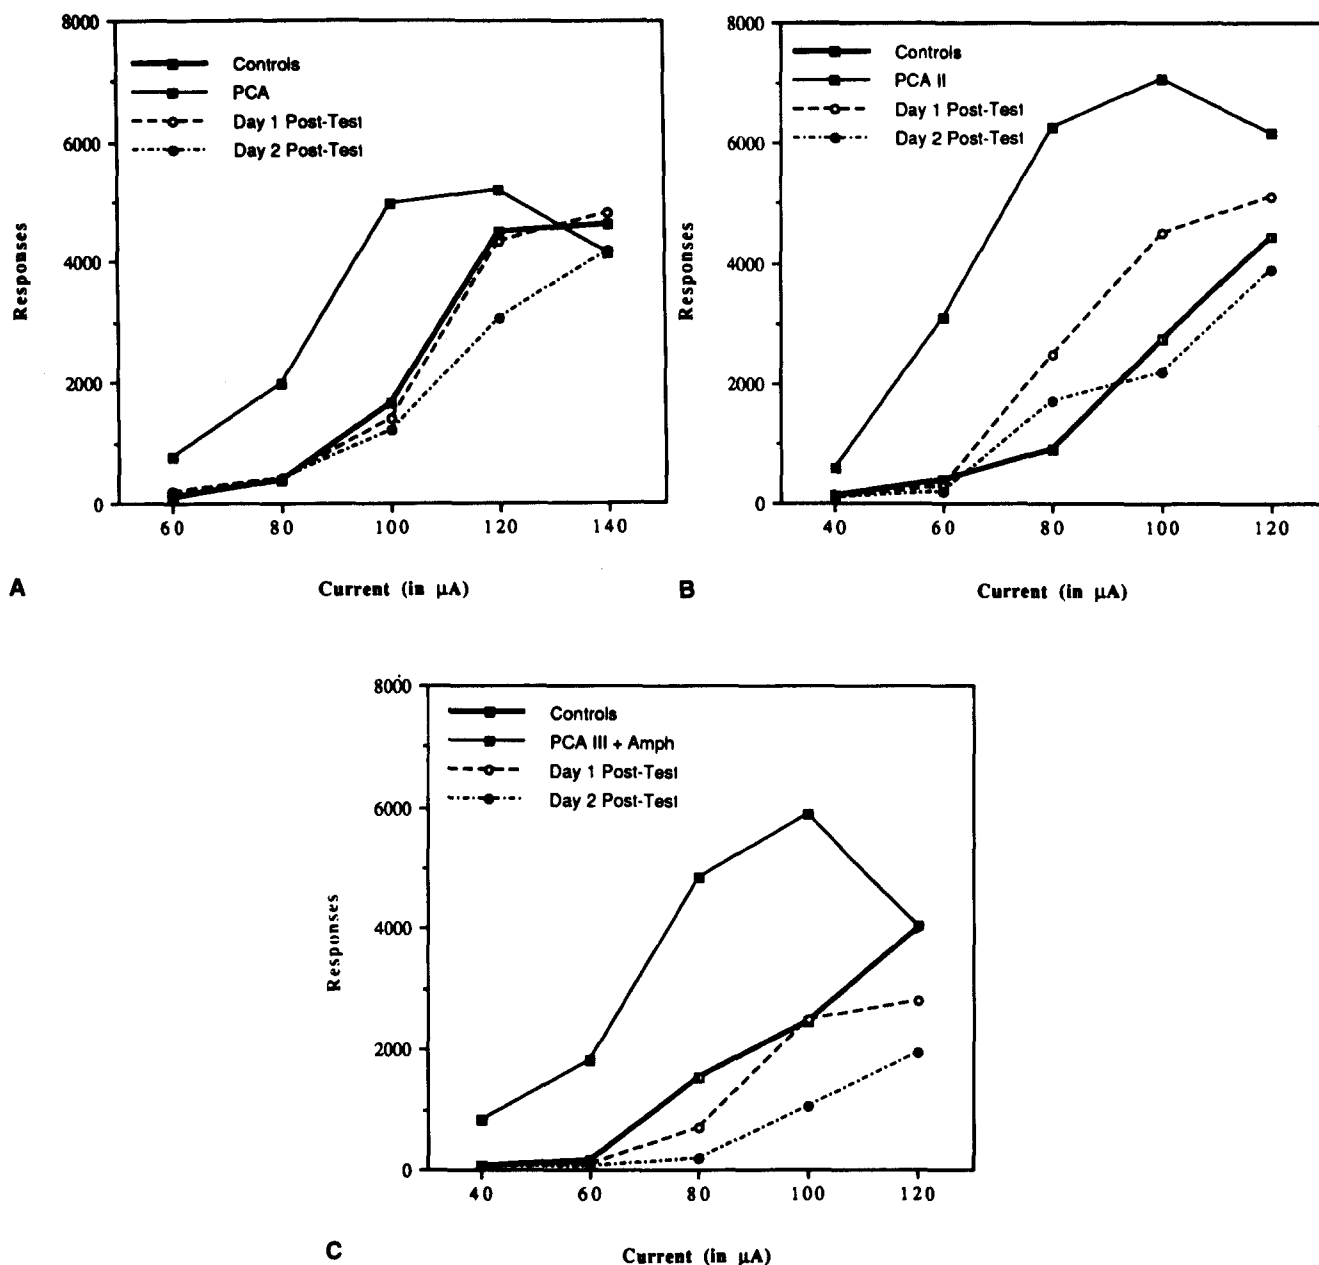 8000
6000
4000
2000
0
Responses
Controls
PCA
Day 1 Post-Test
Day 2 Post-Test
60 80 100 120 140
Current (in µA)
A
8000
6000
4000
2000
0
Responses
Controls
PCA II
Day 1 Post-Test
Day 2 Post-Test
40 60 80 100 120
Current (in µA)
B
8000
6000
4000
2000
0
Responses
Controls
PCA III + Amph
Day 1 Post-Test
Day 2 Post-Test
40 60 80 100 120
Current (in µA)
C